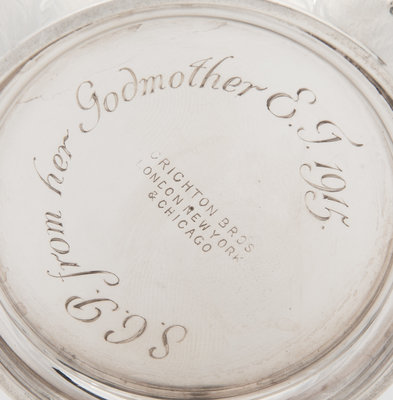 S.C.D. from her Godmother E.T. 1915.
CRICHTON BROS
LONDON NEW YORK
& CHICAGO